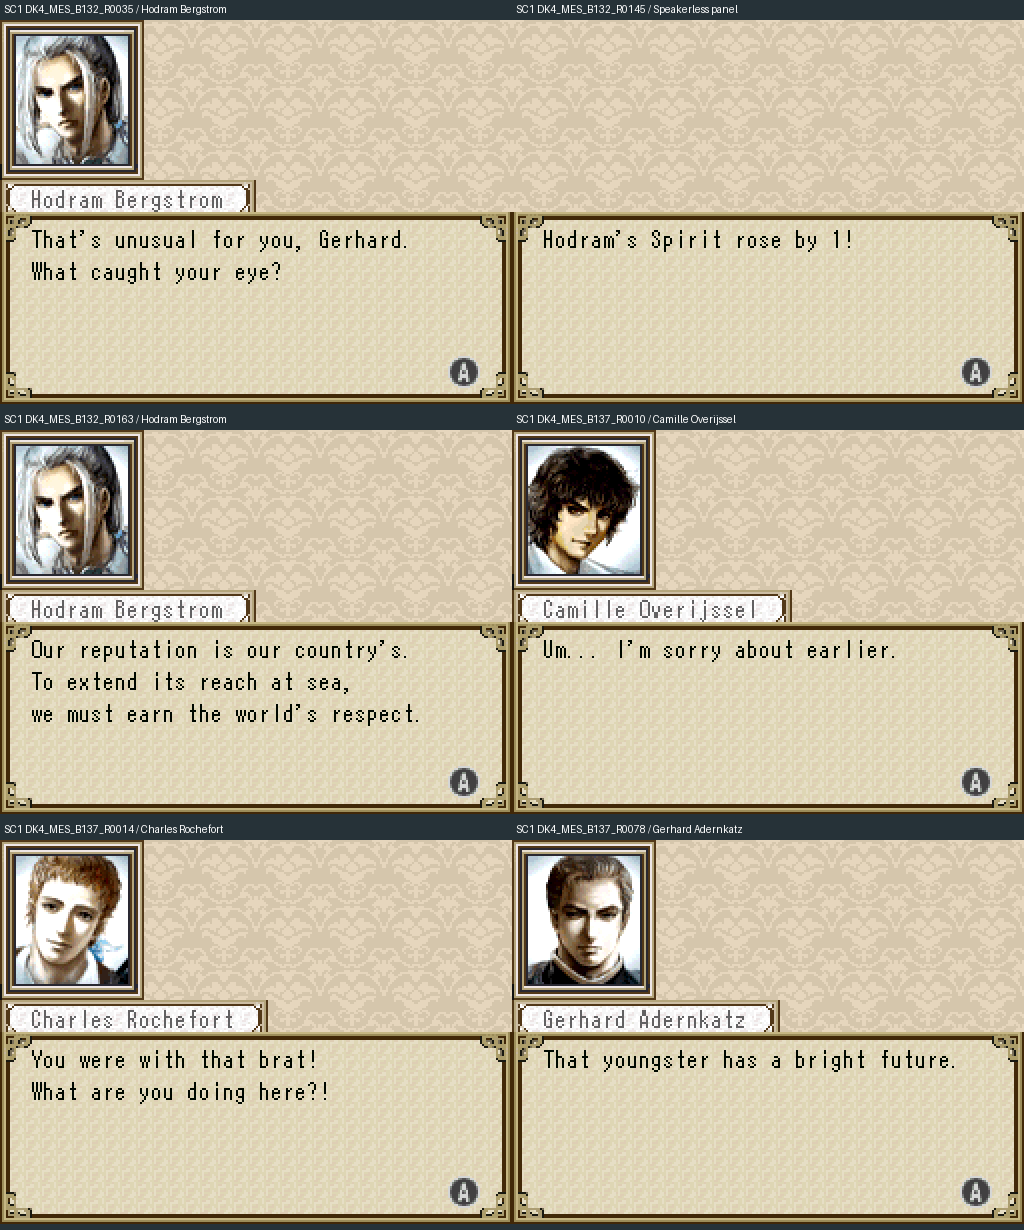 SC1 DK4_MES_B132_R0035 / Hodram Bergstrom
Hodram Bergstrom
That's unusual for you, Gerhard.
What caught your eye?
A
SC1 DK4_MES_B132_R0145 / Speakerless panel
Hodram's Spirit rose by 1!
A
SC1 DK4_MES_B132_R0163 / Hodram Bergstrom
Hodram Bergstrom
Our reputation is our country's.
To extend its reach at sea,
we must earn the world's respect.
A
SC1 DK4_MES_B137_R0010 / Camille Overijssel
Camille Overijssel
Um... I'm sorry about earlier.
A
SC1 DK4_MES_B137_R0014 / Charles Rochefort
Charles Rochefort
You were with that brat!
What are you doing here?!
A
SC1 DK4_MES_B137_R0078 / Gerhard Adernkatz
Gerhard Adernkatz
That youngster has a bright future.
A